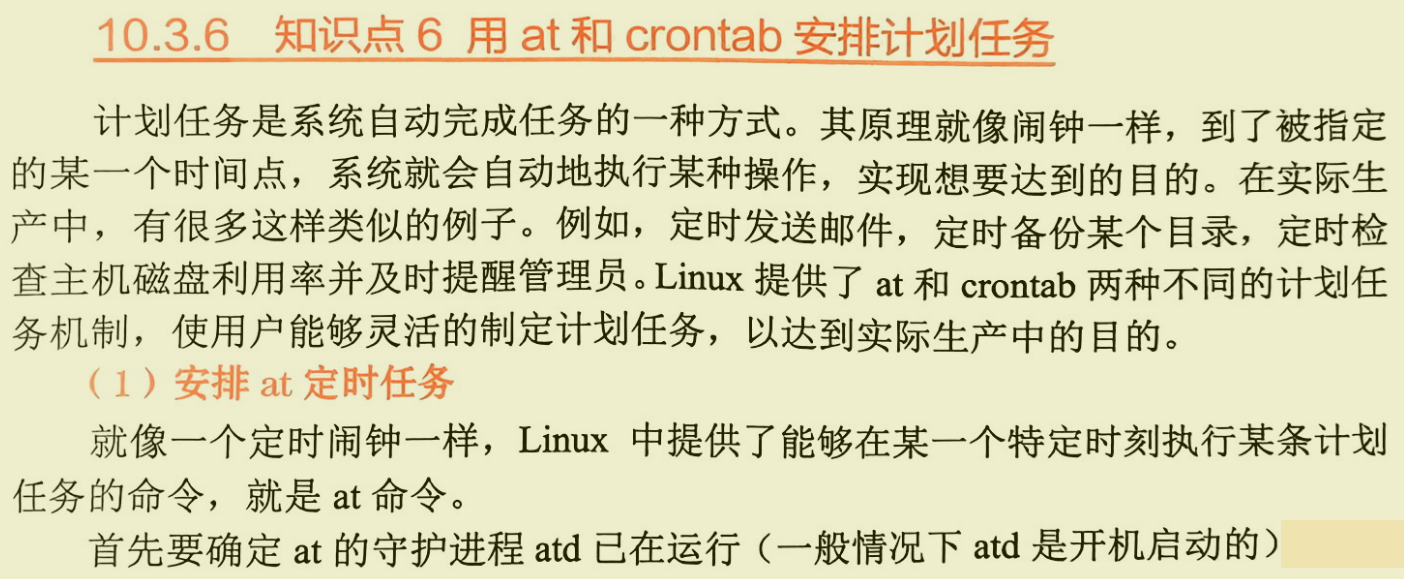 10.3.6 知识点 6 用 at 和 crontab 安排计划任务
计划任务是系统自动完成任务的一种方式。其原理就像闹钟一样，到了被指定
的某一个时间点，系统就会自动地执行某种操作，实现想要达到的目的。在实际生
产中，有很多这样类似的例子。例如，定时发送邮件，定时备份某个目录，定时检
查主机磁盘利用率并及时提醒管理员。Linux 提供了 at 和 crontab 两种不同的计划任
务机制，使用户能够灵活的制定计划任务，以达到实际生产中的目的。
（1）安排 at 定时任务
就像一个定时闹钟一样，Linux 中提供了能够在某一个特定时刻执行某条计划
任务的命令，就是 at 命令。
首先要确定 at 的守护进程 atd 已在运行（一般情况下 atd 是开机启动的）